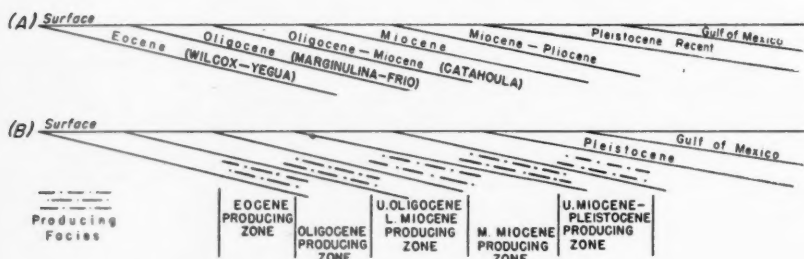 (A) Surface
Eocene (WILCOX-YEGUA)
Oligocene (MARGINULINA-FRIO)
Oligocene-Miocene (CATAHOULA)
Miocene
Miocene-Pliocene
Pleistocene Recent
Gulf of Mexico
(B) Surface
Pleistocene
Gulf of Mexico
Producing
Facies
EOCENE
PRODUCING
ZONE
OLIGOCENE
PRODUCING
ZONE
U. OLIGOCENE
L. MIOCENE
PRODUCING
ZONE
M. MIOCENE
PRODUCING
ZONE
U. MIOCENE-
PLEISTOCENE
PRODUCING
ZONE